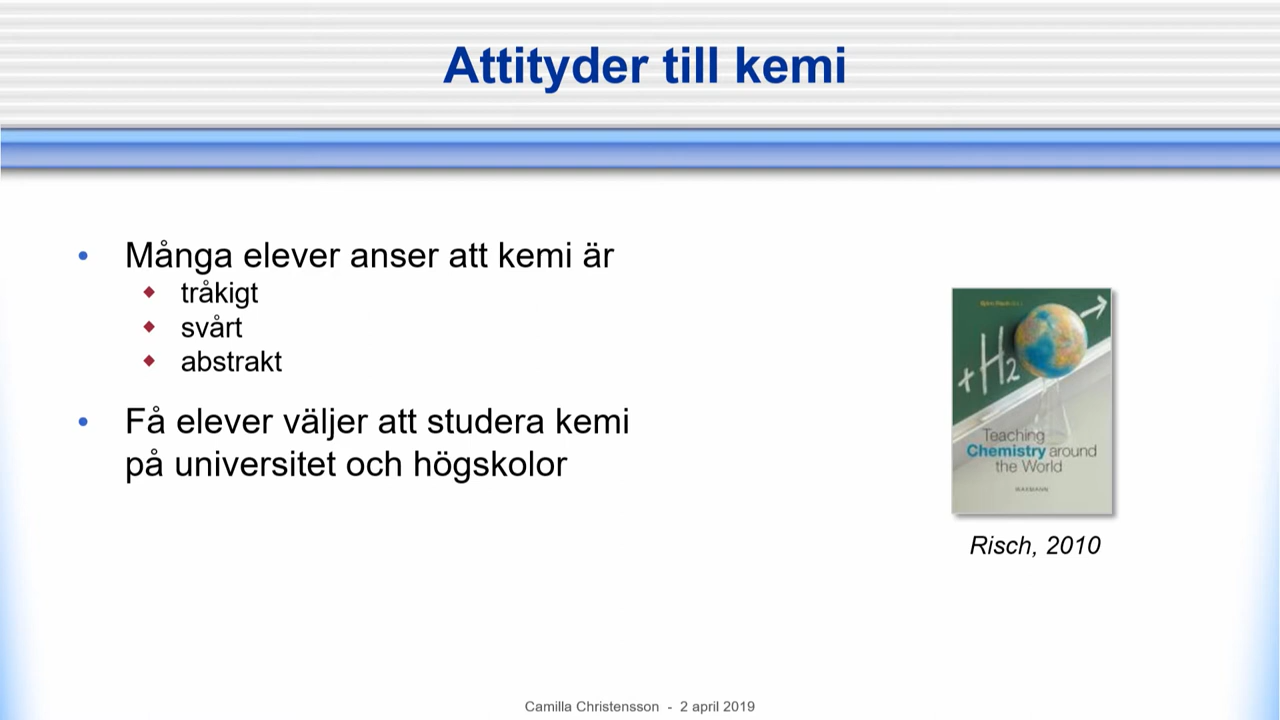 Attityder till kemi
Många elever anser att kemi är
tråkigt
svårt
abstrakt
Få elever väljer att studera kemi
på universitet och högskolor
+H2O
Teaching
Chemistry around
the World
WAXMANN
Risch, 2010
Camilla Christensson - 2 april 2019